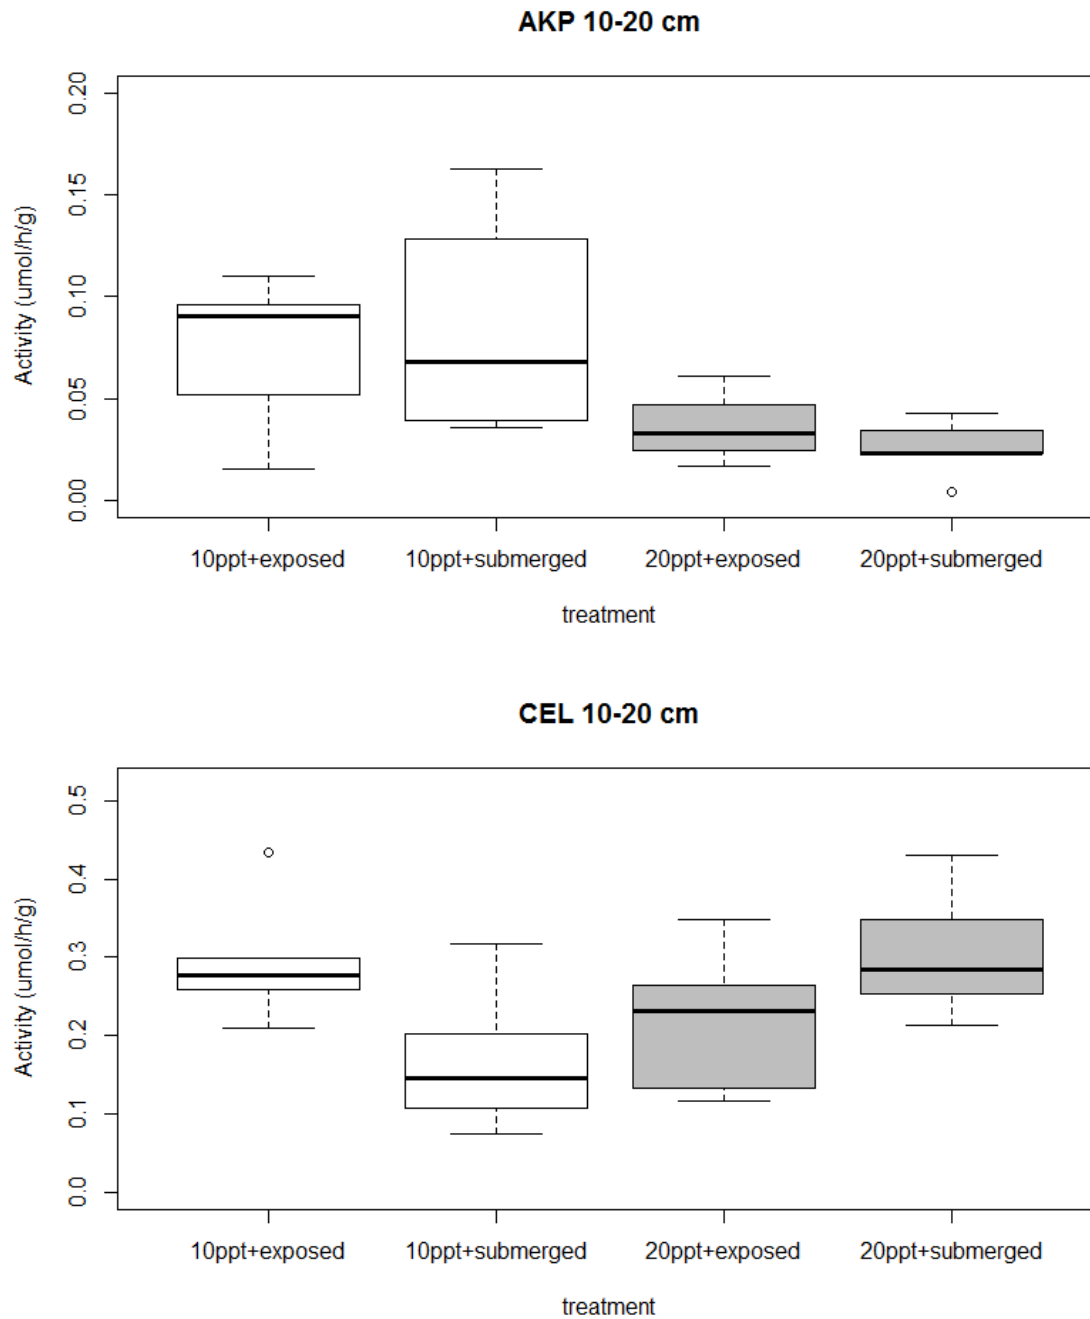 AKP 10-20 cm
Activity (umol/h/g)
0.20
0.15
0.10
0.05
0.00
10ppt+exposed 10ppt+submerged 20ppt+exposed 20ppt+submerged
treatment
CEL 10-20 cm
Activity (umol/h/g)
0.5
0.4
0.3
0.2
0.1
0.0
10ppt+exposed 10ppt+submerged 20ppt+exposed 20ppt+submerged
treatment